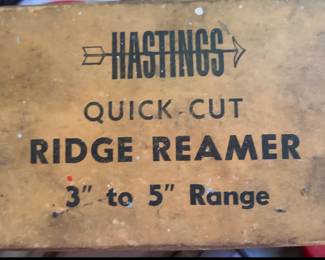 HASTINGS
QUICK-CUT
RIDGE REAMER
3" to 5" Range